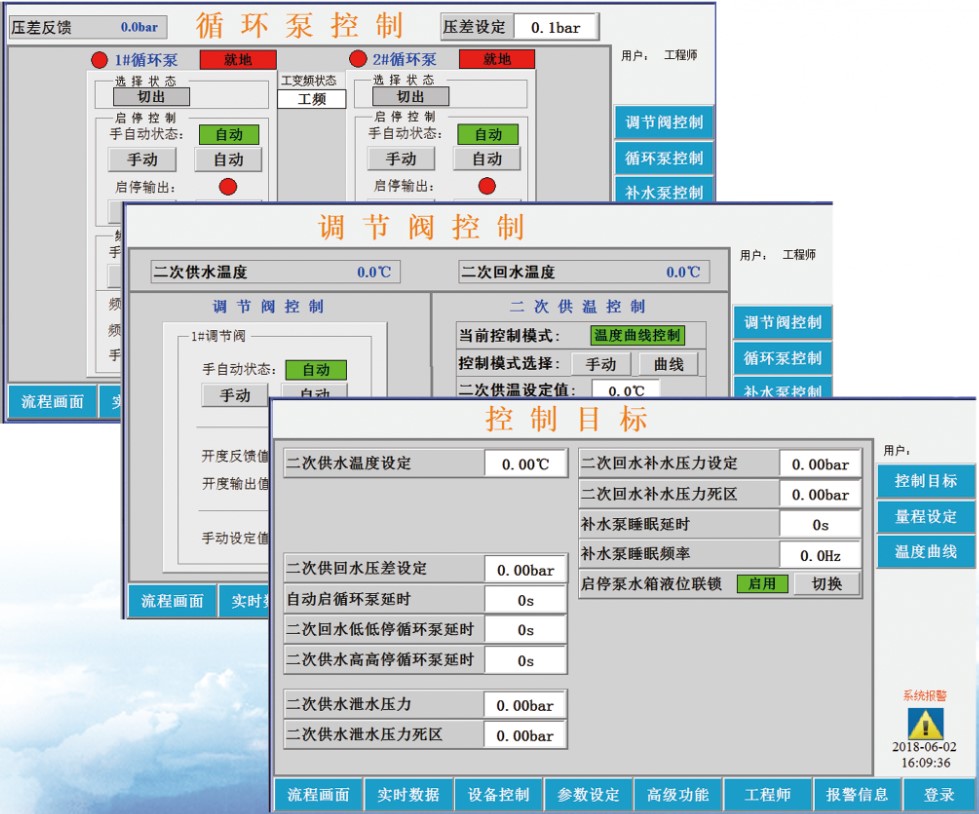 循环泵控制
压差反馈 0.0bar
压差设定 0.1bar
用户： 工程师
1#循环泵 就地
2#循环泵 就地
选择状态
切出
工变频状态
工频
选择状态
切出
启停控制
手自动状态: 自动
手动 自动
启停输出:
启停控制
手自动状态: 自动
手动 自动
启停输出:
手
频
频
手
调节阀控制
循环泵控制
补水泵控制
流程画面
调节阀控制
用户： 工程师
二次供水温度 0.0℃
二次回水温度 0.0℃
调节阀控制
1#调节阀
手自动状态: 自动
手动 自动
开度反馈值
开度输出值
手动设定值
二次供温控制
当前控制模式: 温度曲线控制
控制模式选择: 手动 曲线
二次供温设定值: 0.0℃
调节阀控制
循环泵控制
补水泵控制
流程画面 实时
控制目标
用户,
二次供水温度设定 0.00℃
二次供回水压差设定 0.00bar
自动启循环泵延时 0s
二次回水低低停循环泵延时 0s
二次供水高高停循环泵延时 0s
二次供水泄水压力 0.00bar
二次供水泄水压力死区 0.00bar
二次回水补水压力设定 0.00bar
二次回水补水压力死区 0.00bar
补水泵睡眠延时 0s
补水泵睡眠频率 0.0Hz
启停泵水箱液位联锁 启用 切换
控制目标
量程设定
温度曲线
系统报警
2018-06-02
16:09:36
流程画面 实时数据 设备控制 参数设定 高级功能 工程师 报警信息 登录